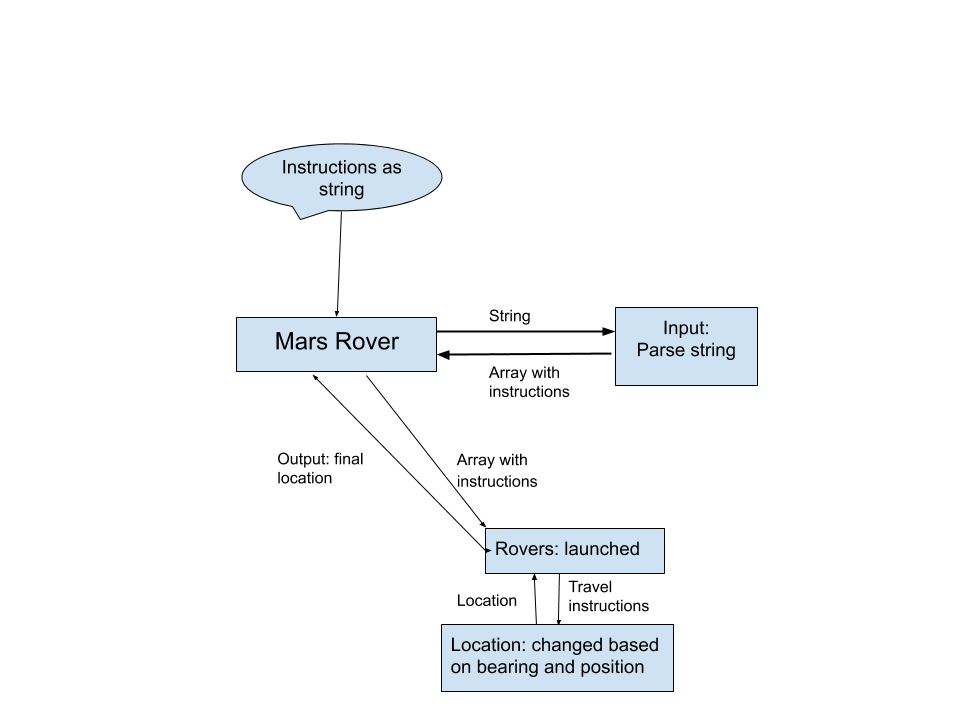 Instructions as
string
Mars Rover
String
Input:
Parse string
Array with
instructions
Output: final
location
Array with
instructions
Rovers: launched
Location
Travel
instructions
Location: changed based
on bearing and position